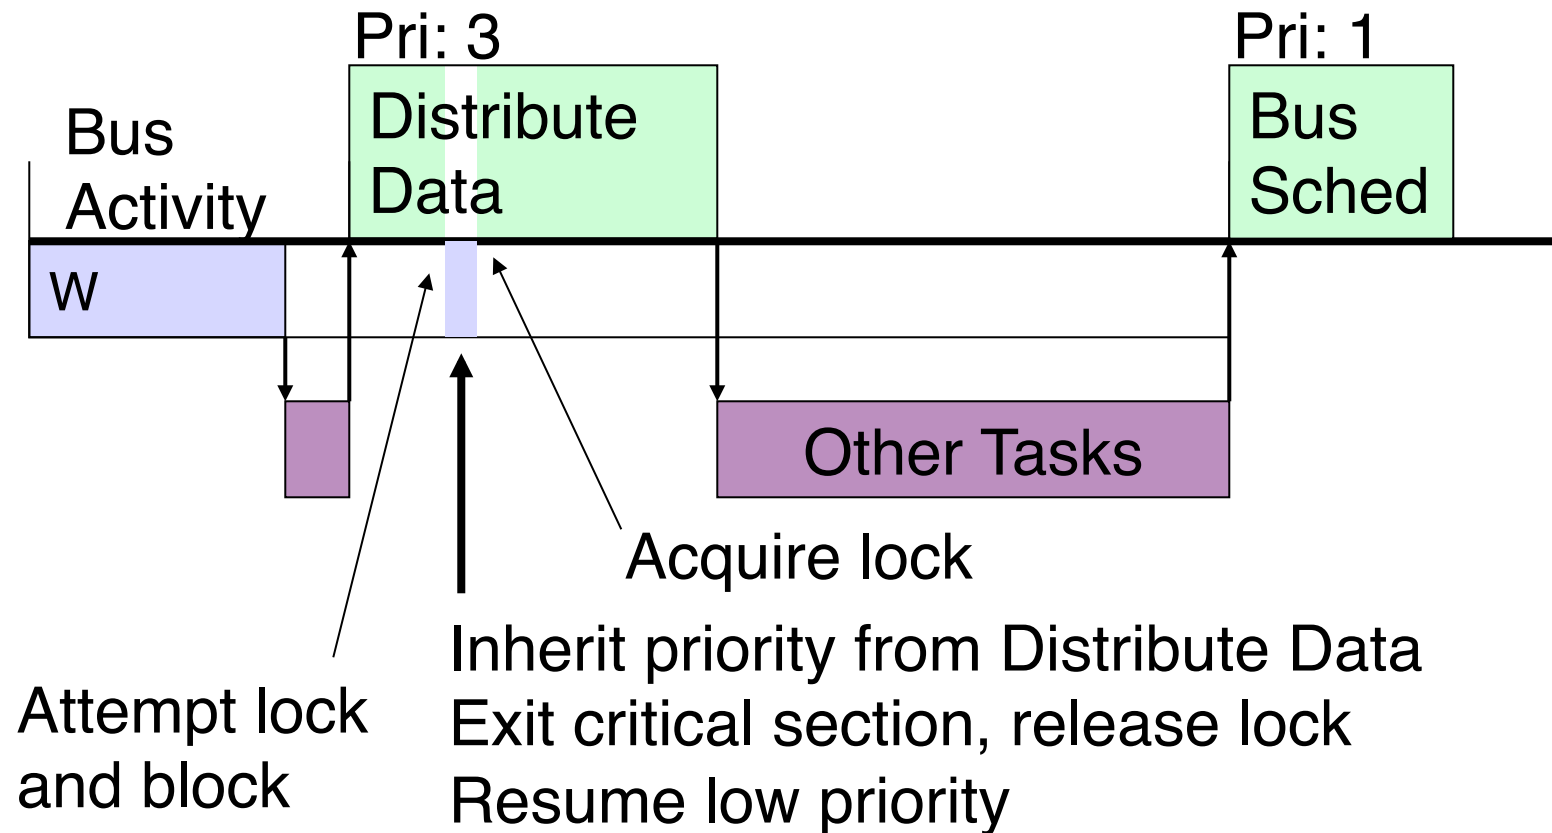 Pri: 3
Pri: 1
Bus
Activity
Distribute
Data
Bus
Sched
W
Other Tasks
Acquire lock
Attempt lock
and block
Inherit priority from Distribute Data
Exit critical section, release lock
Resume low priority